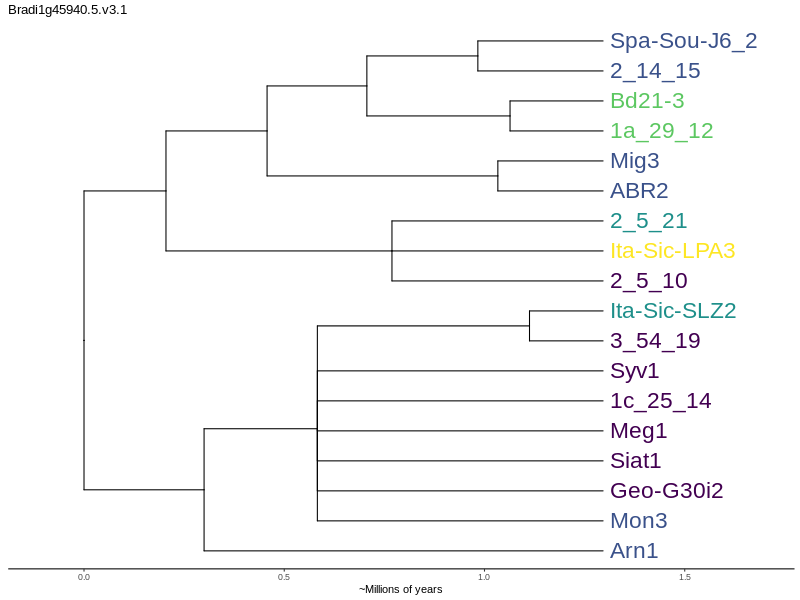 Bradi1g45940.5.v3.1
Spa-Sou-J6_2
2_14_15
Bd21-3
1a_29_12
Mig3
ABR2
2_5_21
Ita-Sic-LPA3
2_5_10
Ita-Sic-SLZ2
3_54_19
Syv1
1c_25_14
Meg1
Siat1
Geo-G30i2
Mon3
Arn1
0.0 0.5 1.0 1.5
~Millions of years